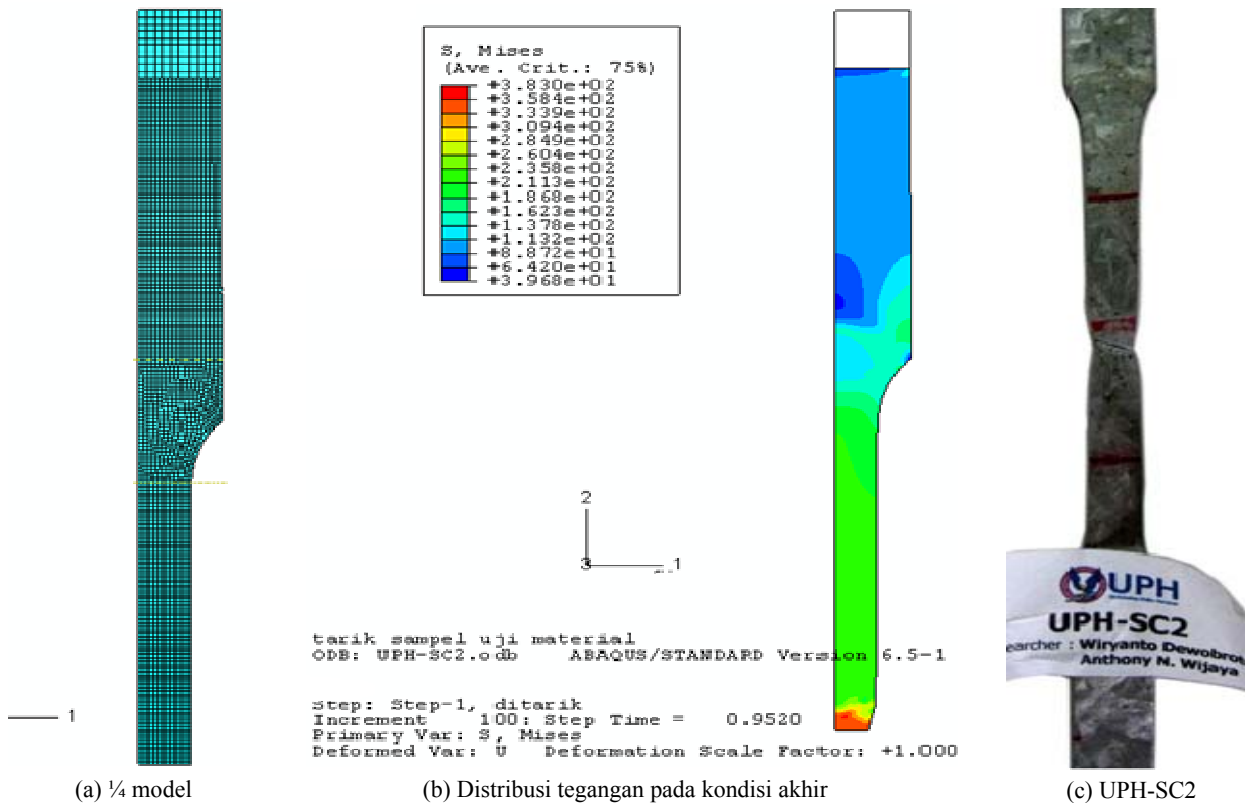 S, Mises
(Ave. Crit.: 75%)
+3.830e+02
+3.584e+02
+3.339e+02
+3.094e+02
+2.849e+02
+2.604e+02
+2.358e+02
+2.113e+02
+1.868e+02
+1.623e+02
+1.378e+02
+1.132e+02
+8.872e+01
+6.420e+01
+3.968e+01
2
3
1
1
tarik sampel uji material
ODB: UPH-SC2.odb ABAQUS/STANDARD Version 6.5-1
Step: Step-1, ditarik
Increment 100: Step Time = 0.9520
Primary Var: S, Mises
Deformed Var: U Deformation Scale Factor: +1.000
UPH
UPH-SC2
earcher : Wiryanto Dewobro
Anthony N. Wijaya
(a) ¼ model
(b) Distribusi tegangan pada kondisi akhir
(c) UPH-SC2